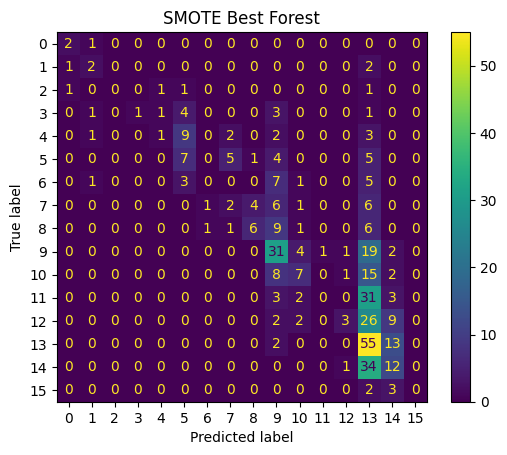 SMOTE Best Forest
0 2 1 0 0 0 0 0 0 0 0 0 0 0 0 0 0
1 1 2 0 0 0 0 0 0 0 0 0 0 0 2 0 0
2 1 0 0 0 1 1 0 0 0 0 0 0 0 1 0 0
3 0 1 0 1 1 4 0 0 0 3 0 0 0 1 0 0
4 0 1 0 0 1 9 0 2 0 2 0 0 0 3 0 0
5 0 0 0 0 0 7 0 5 1 4 0 0 0 5 0 0
6 0 1 0 0 0 3 0 0 0 7 1 0 0 5 0 0
7 0 0 0 0 0 0 1 2 4 6 1 0 0 6 0 0
8 0 0 0 0 0 0 1 1 6 9 1 0 0 6 0 0
9 0 0 0 0 0 0 0 0 0 31 4 1 1 19 2 0
10 0 0 0 0 0 0 0 0 0 8 7 0 1 15 2 0
11 0 0 0 0 0 0 0 0 0 3 2 0 0 31 3 0
12 0 0 0 0 0 0 0 0 0 2 2 0 3 26 9 0
13 0 0 0 0 0 0 0 0 0 2 0 0 0 55 13 0
14 0 0 0 0 0 0 0 0 0 0 0 0 1 34 12 0
15 0 0 0 0 0 0 0 0 0 0 0 0 0 2 3 0
0 1 2 3 4 5 6 7 8 9 10 11 12 13 14 15
Predicted label
True label
50
40
30
20
10
0